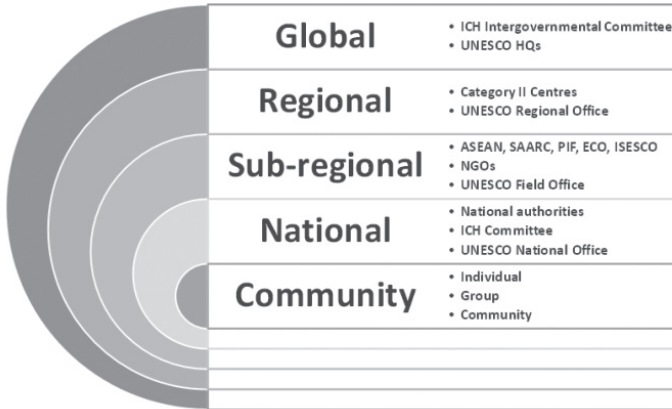 Global
• ICH Intergovernmental Committee
• UNESCO HQs
Regional
• Category II Centres
• UNESCO Regional Office
Sub-regional
• ASEAN, SAARC, PIF, ECO, ISESCO
• NGOs
• UNESCO Field Office
National
• National authorities
• ICH Committee
• UNESCO National Office
Community
• Individual
• Group
• Community